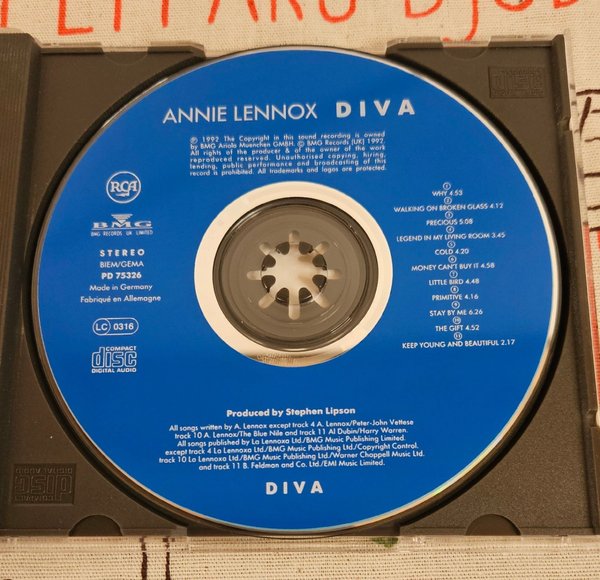 PEPPARO DJU
COMPACT
disc
DIGITAL AUDIO
ANNIE LENNOX DIVA
℗ 1992 The Copyright in this sound recording is owned
by BMG Ariola Muenchen GMBH. © BMG Records (UK) 1992.
All rights of the producer & of the owner of the work
reproduced reserved. Unauthorised copying, hiring,
lending, public performance and broadcasting of this
record is prohibited. All trademarks and logos are protected.
RCA
BMG
BMG RECORDS UK LIMITED
STEREO
BIEM/GEMA
PD 75326
Made in Germany
Fabriqué en Allemagne
LC 0316
COMPACT
disc
DIGITAL AUDIO
1
WHY 4.53
2
WALKING ON BROKEN GLASS 4.12
3
PRECIOUS 5.08
4
LEGEND IN MY LIVING ROOM 3.45
5
COLD 4.20
6
MONEY CAN'T BUY IT 4.58
7
LITTLE BIRD 4.48
8
PRIMITIVE 4.16
9
STAY BY ME 6.26
10
THE GIFT 4.52
11
KEEP YOUNG AND BEAUTIFUL 2.17
Produced by Stephen Lipson
All songs written by A. Lennox except track 4 A. Lennox/Peter-John Vettese
track 10 A. Lennox/The Blue Nile and track 11 Al Dubin/Harry Warren.
All songs published by La Lennoxa Ltd/BMG Music Publishing Limited.
except track 4 La Lennoxa Ltd./BMG Music Publishing Ltd./Copyright Control.
track 10 La Lennoxa Ltd./BMG Music Publishing Ltd./Warner Chappell Music Ltd.
and track 11 B. Feldman and Co. Ltd/EMI Music Limited.
DIVA
COMPACT
disc
DIGITAL AUDIO